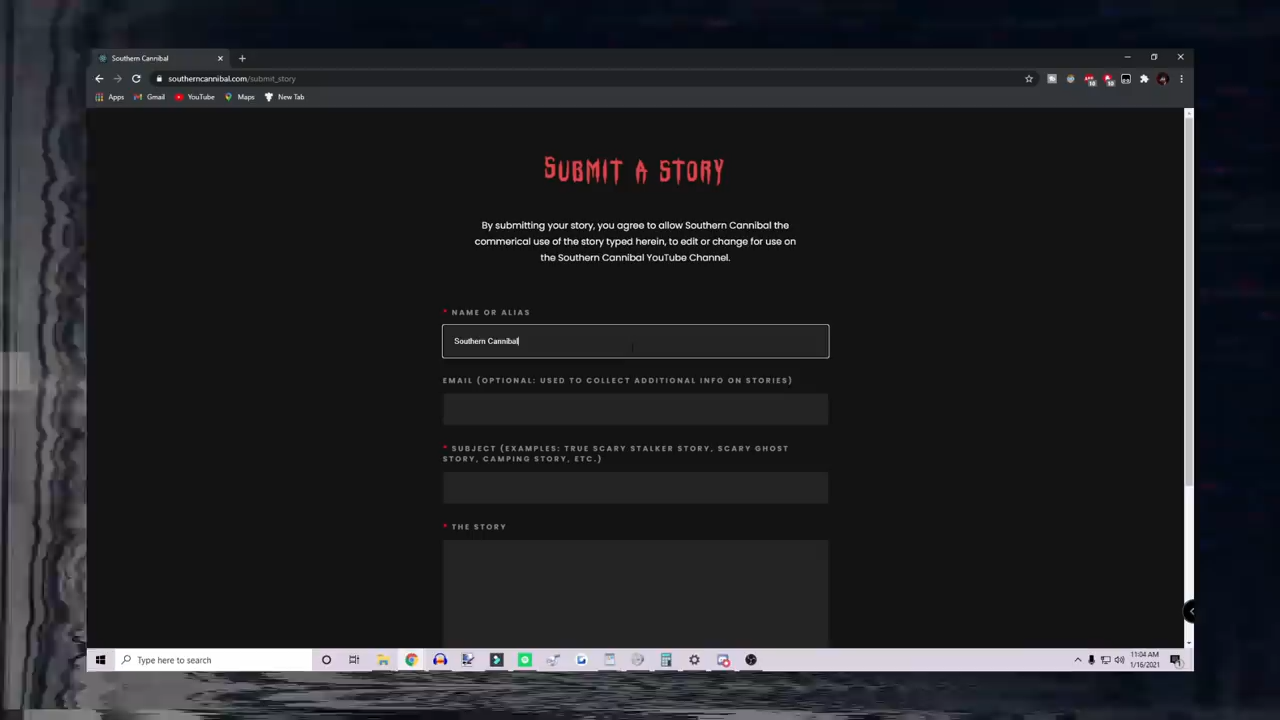 Southern Cannibal
southerncannibal.com/submit_story
Apps Gmail YouTube Maps New Tab
SUBMIT A STORY
By submitting your story, you agree to allow Southern Cannibal the
commerical use of the story typed herein, to edit or change for use on
the Southern Cannibal YouTube Channel.
* NAME OR ALIAS
Southern Cannibal
EMAIL (OPTIONAL: USED TO COLLECT ADDITIONAL INFO ON STORIES)
* SUBJECT (EXAMPLES: TRUE SCARY STALKER STORY, SCARY GHOST
STORY, CAMPING STORY, ETC.)
* THE STORY
Type here to search
11:04 AM
1/16/2021